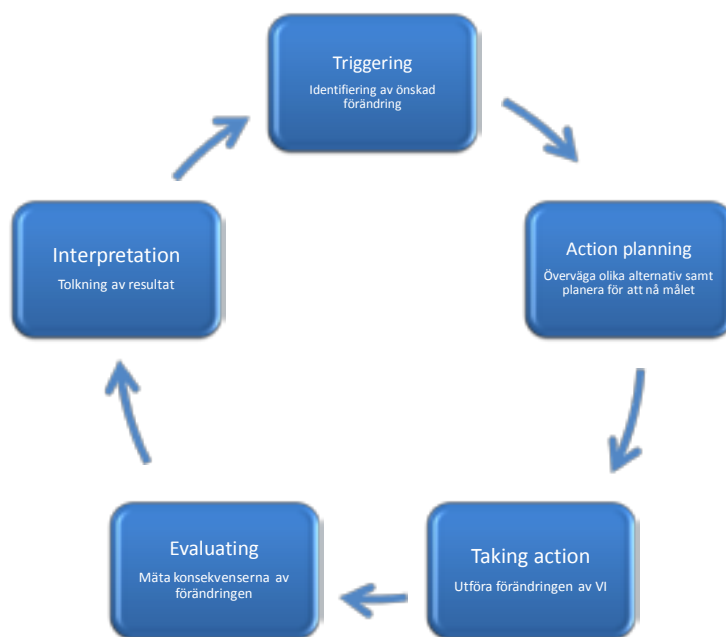 Triggering
Identifiering av önskad
förändring
Action planning
Överväga olika alternativ samt
planera för att nå målet
Taking action
Utföra förändringen av VI
Evaluating
Mäta konsekvenserna av
förändringen
Interpretation
Tolkning av resultat